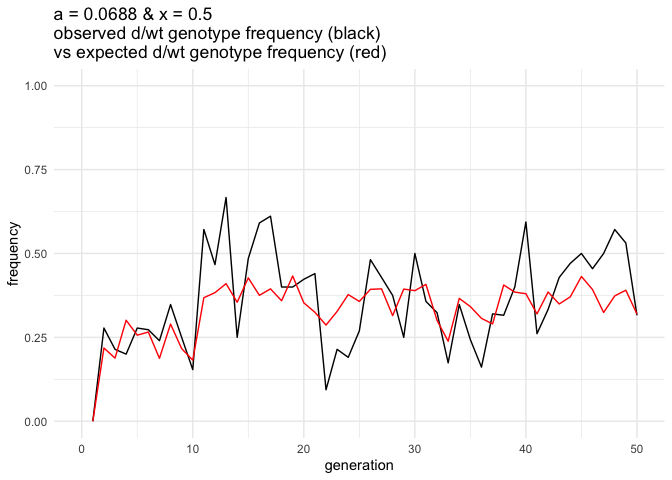 a = 0.0688 & x = 0.5
observed d/wt genotype frequency (black)
vs expected d/wt genotype frequency (red)
1.00
0.75
0.50
0.25
0.00
frequency
0 10 20 30 40 50
generation